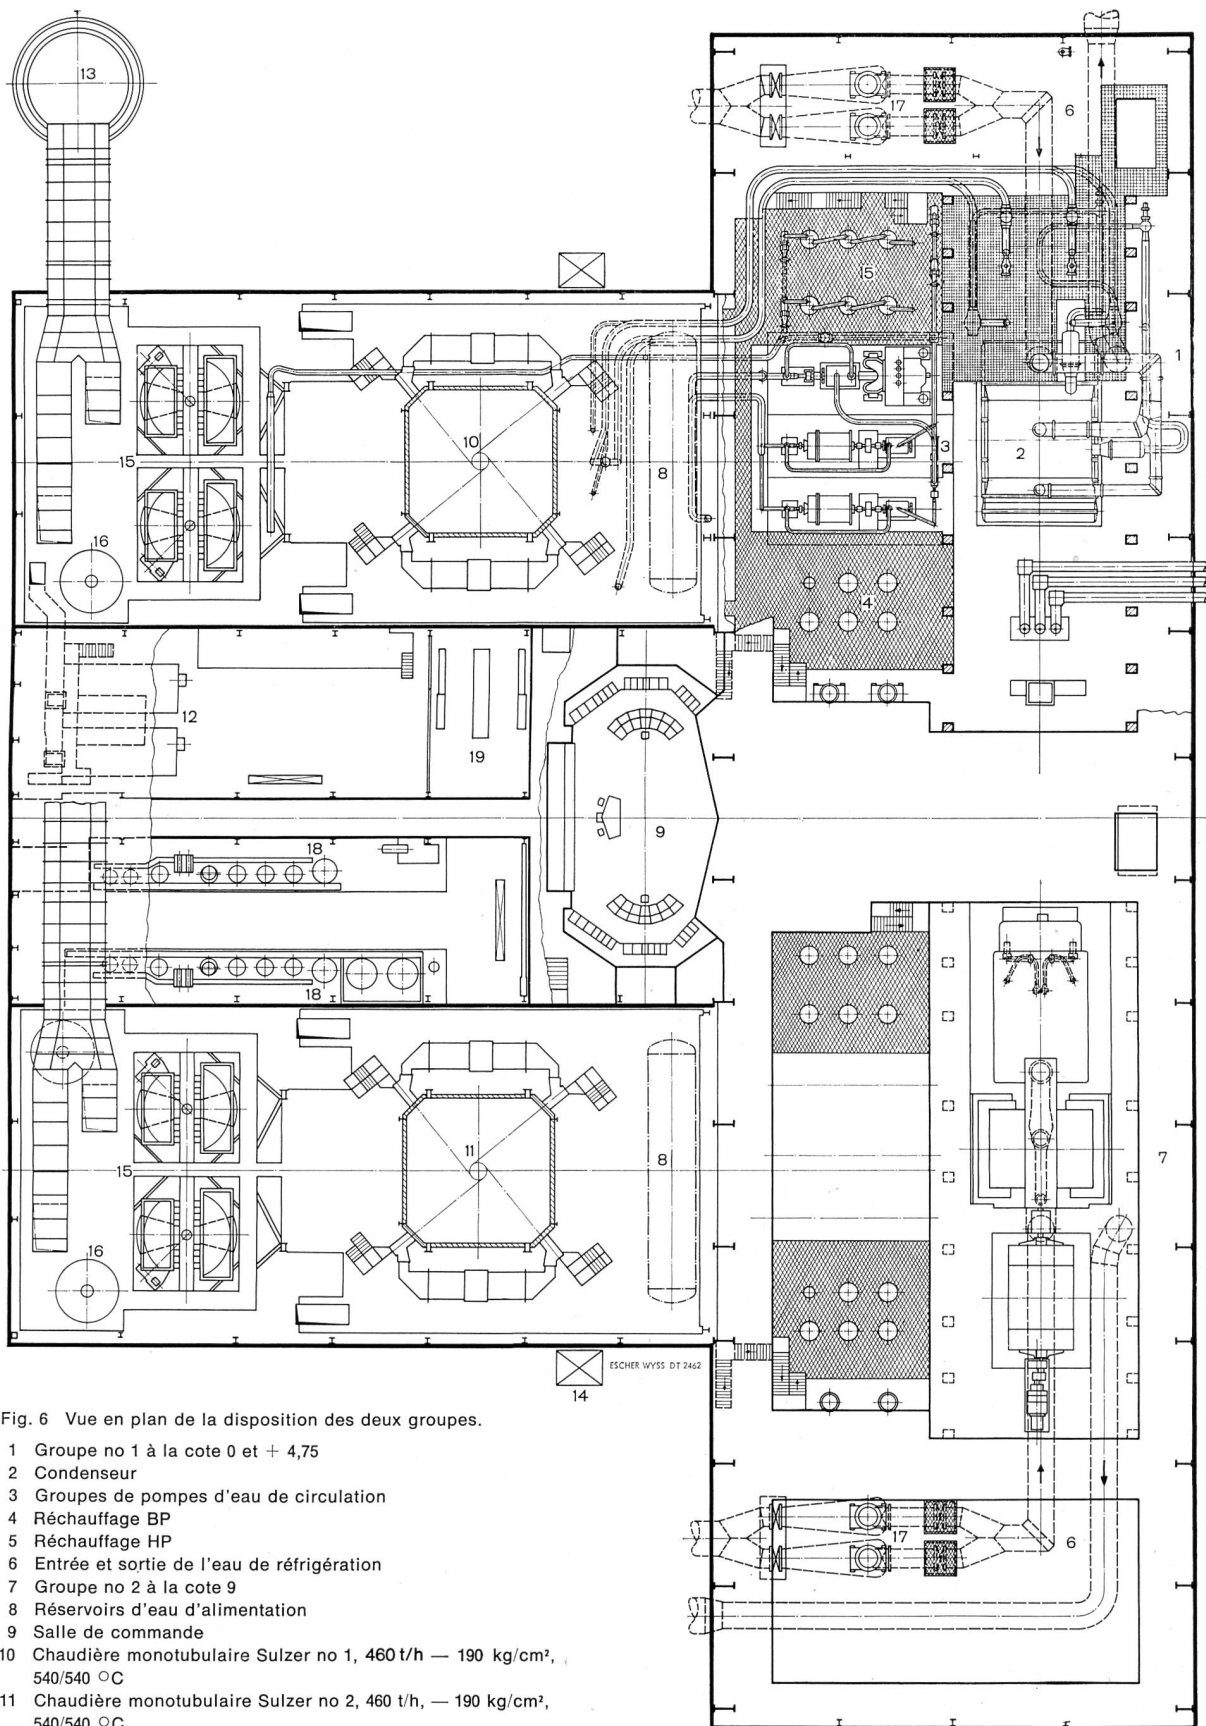 13
17
6
5
1
15
10
8
3
2
16
4
12
19
9
18
18
15
11
8
7
16
ESCHER WYSS DT 2462
14
17
6
Fig. 6 Vue en plan de la disposition des deux groupes.
1 Groupe no 1 à la cote 0 et + 4,75
2 Condenseur
3 Groupes de pompes d'eau de circulation
4 Réchauffage BP
5 Réchauffage HP
6 Entrée et sortie de l'eau de réfrigération
7 Groupe no 2 à la cote 9
8 Réservoirs d'eau d'alimentation
9 Salle de commande
10 Chaudière monotubulaire Sulzer no 1, 460 t/h — 190 kg/cm²,
540/540 °C
11 Chaudière monotubulaire Sulzer no 2, 460 t/h, — 190 kg/cm²,
540/540 °C